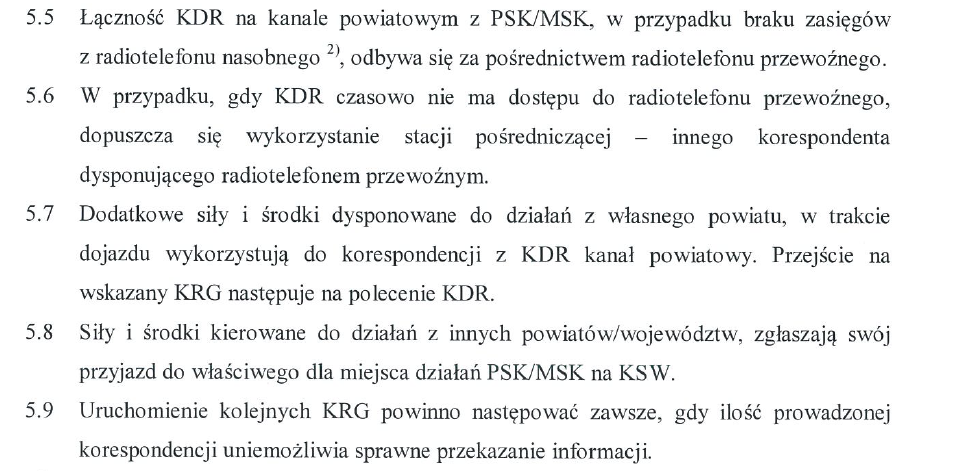 5.5 Łączność KDR na kanale powiatowym z PSK/MSK, w przypadku braku zasięgów
z radiotelefonu nasobnego 2), odbywa się za pośrednictwem radiotelefonu przewoźnego.
5.6 W przypadku, gdy KDR czasowo nie ma dostępu do radiotelefonu przewoźnego,
dopuszcza się wykorzystanie stacji pośredniczącej – innego korespondenta
dysponującego radiotelefonem przewoźnym.
5.7 Dodatkowe siły i środki dysponowane do działań z własnego powiatu, w trakcie
dojazdu wykorzystują do korespondencji z KDR kanał powiatowy. Przejście na
wskazany KRG następuje na polecenie KDR.
5.8 Siły i środki kierowane do działań z innych powiatów/województw, zgłaszają swój
przyjazd do właściwego dla miejsca działań PSK/MSK na KSW.
5.9 Uruchomienie kolejnych KRG powinno następować zawsze, gdy ilość prowadzonej
korespondencji uniemożliwia sprawne przekazanie informacji.